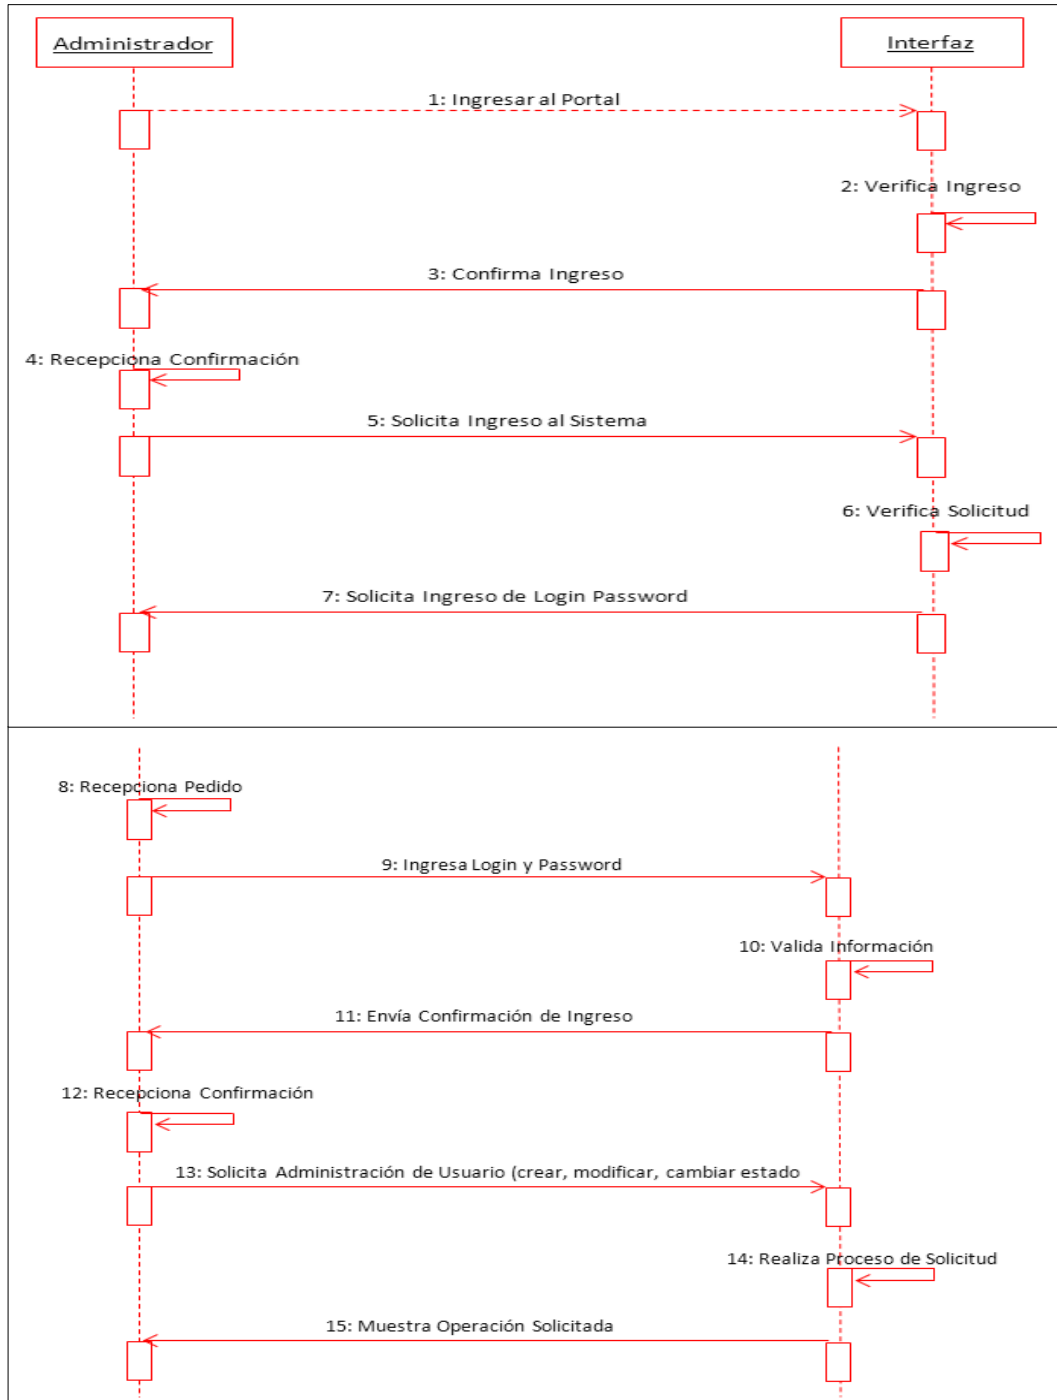 Administrador
Interfaz
1: Ingresar al Portal
2: Verifica Ingreso
3: Confirma Ingreso
4: Recepciona Confirmación
5: Solicita Ingreso al Sistema
6: Verifica Solicitud
7: Solicita Ingreso de Login Password
8: Recepciona Pedido
9: Ingresa Login y Password
10: Valida Información
11: Envía Confirmación de Ingreso
12: Recepciona Confirmación
13: Solicita Administración de Usuario (crear, modificar, cambiar estado
14: Realiza Proceso de Solicitud
15: Muestra Operación Solicitada